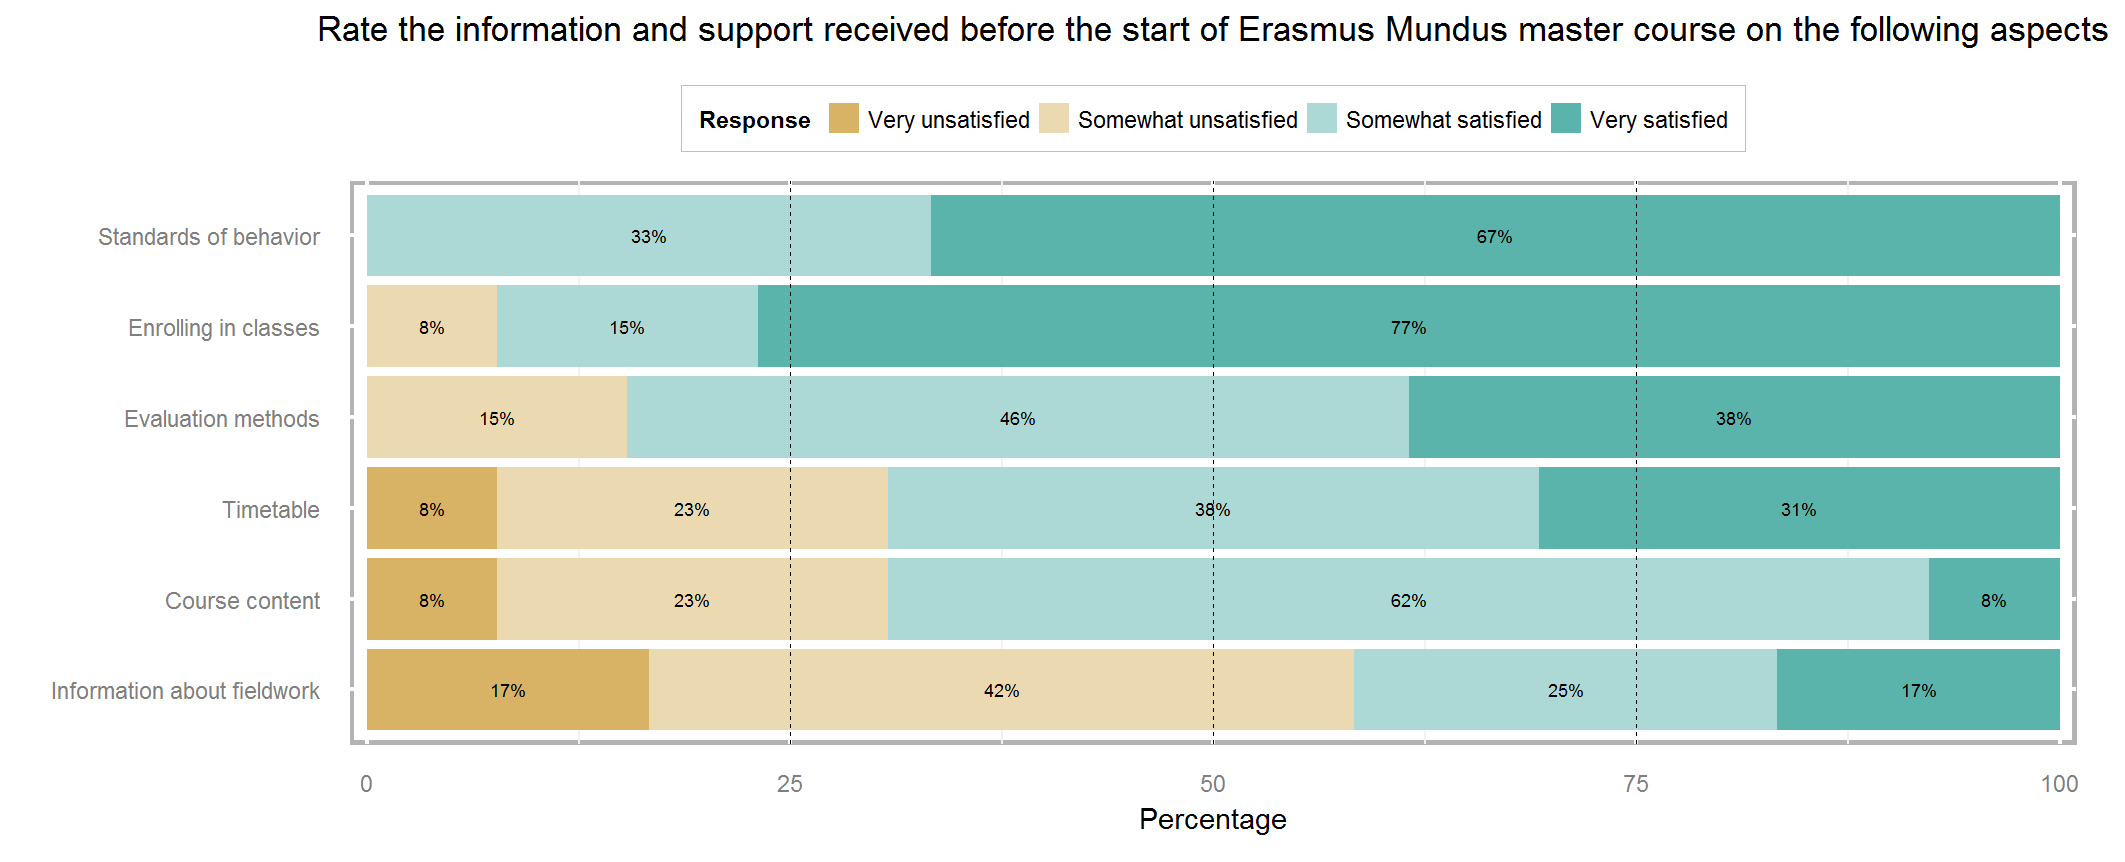 Rate the information and support received before the start of Erasmus Mundus master course on the following aspects
Response Very unsatisfied Somewhat unsatisfied Somewhat satisfied Very satisfied
Standards of behavior 33% 67%
Enrolling in classes 8% 15% 77%
Evaluation methods 15% 46% 38%
Timetable 8% 23% 38% 31%
Course content 8% 23% 62% 8%
Information about fieldwork 17% 42% 25% 17%
0 25 50 75 100
Percentage